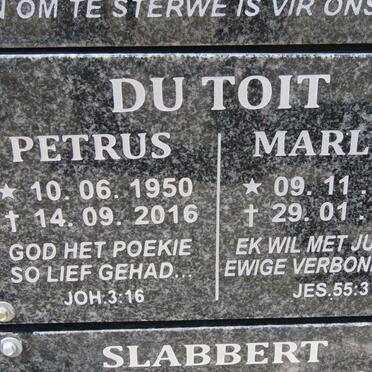 OM TE STERWE IS VIR ONS
DU TOIT
PETRUS
★ 10. 06. 1950
† 14. 09. 2016
GOD HET POEKIE
SO LIEF GEHAD...
JOH:3:16
MARL
★ 09. 11.
† 29. 01.
EK WIL MET JU
EWIGE VERBON
JES.55:3
SLABBERT